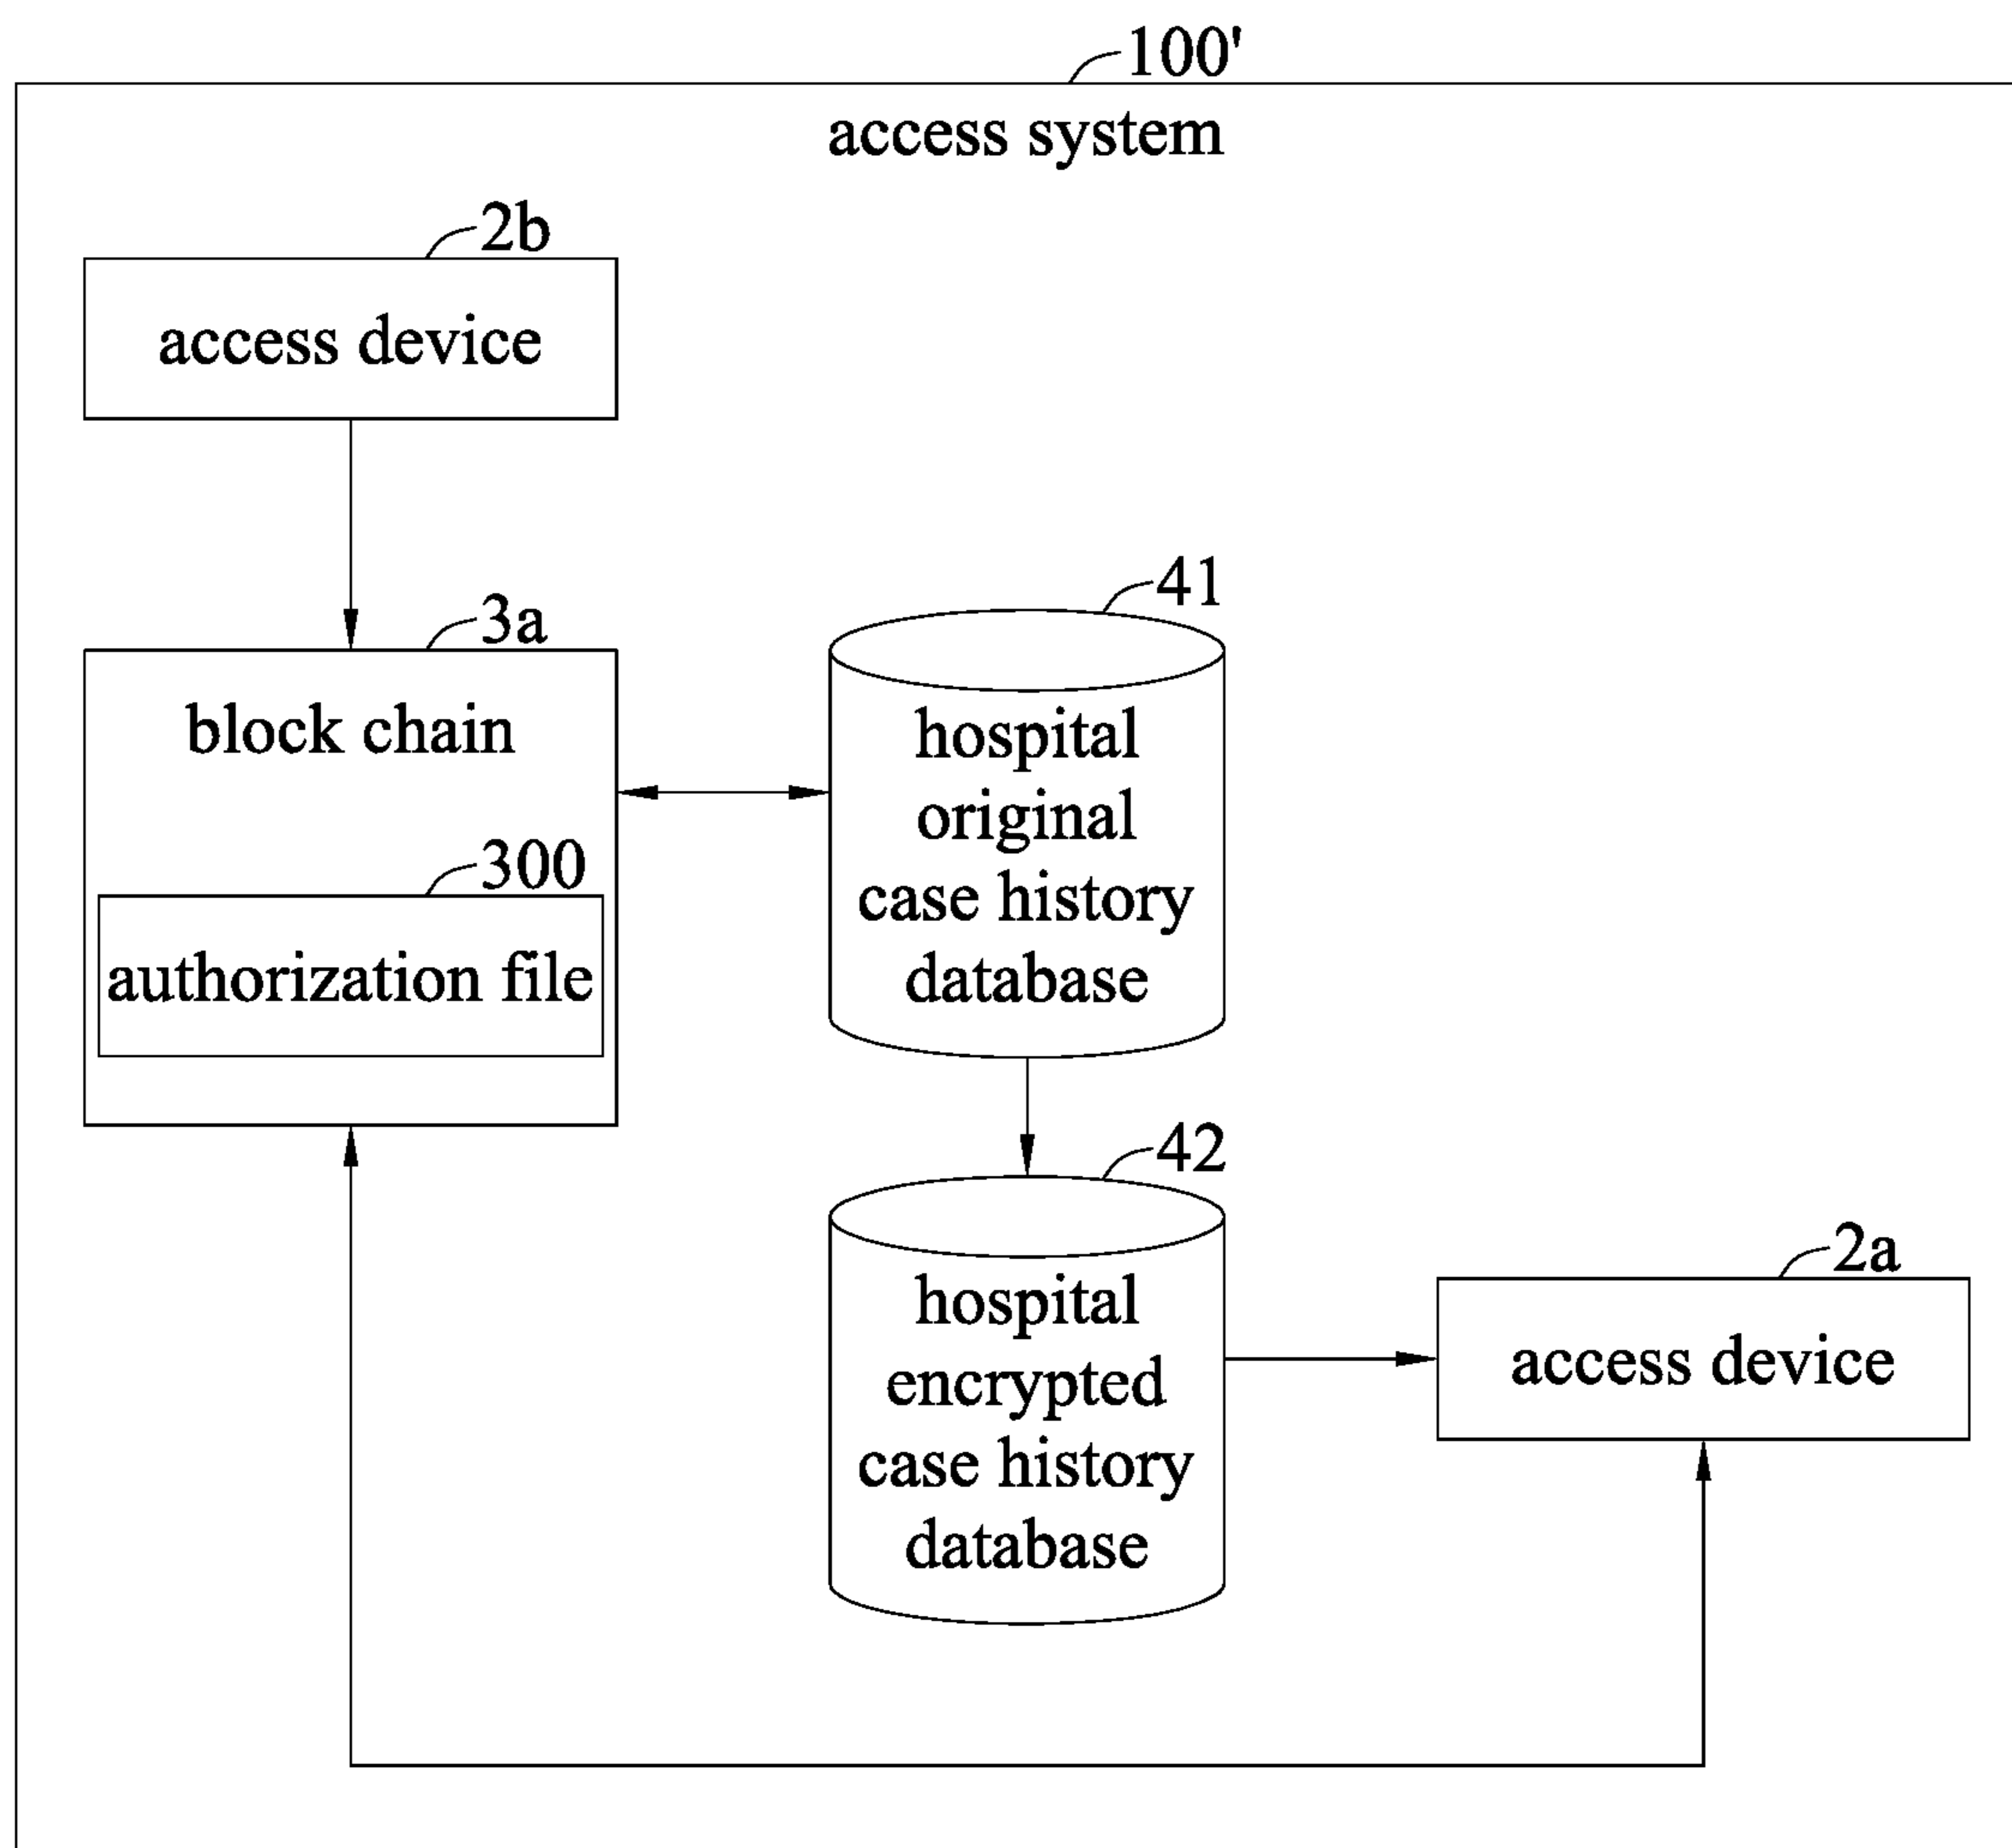 100'
access system
2b
access device
3a
block chain
300
authorization file
41
hospital
original
case history
database
42
hospital
encrypted
case history
database
2a
access device